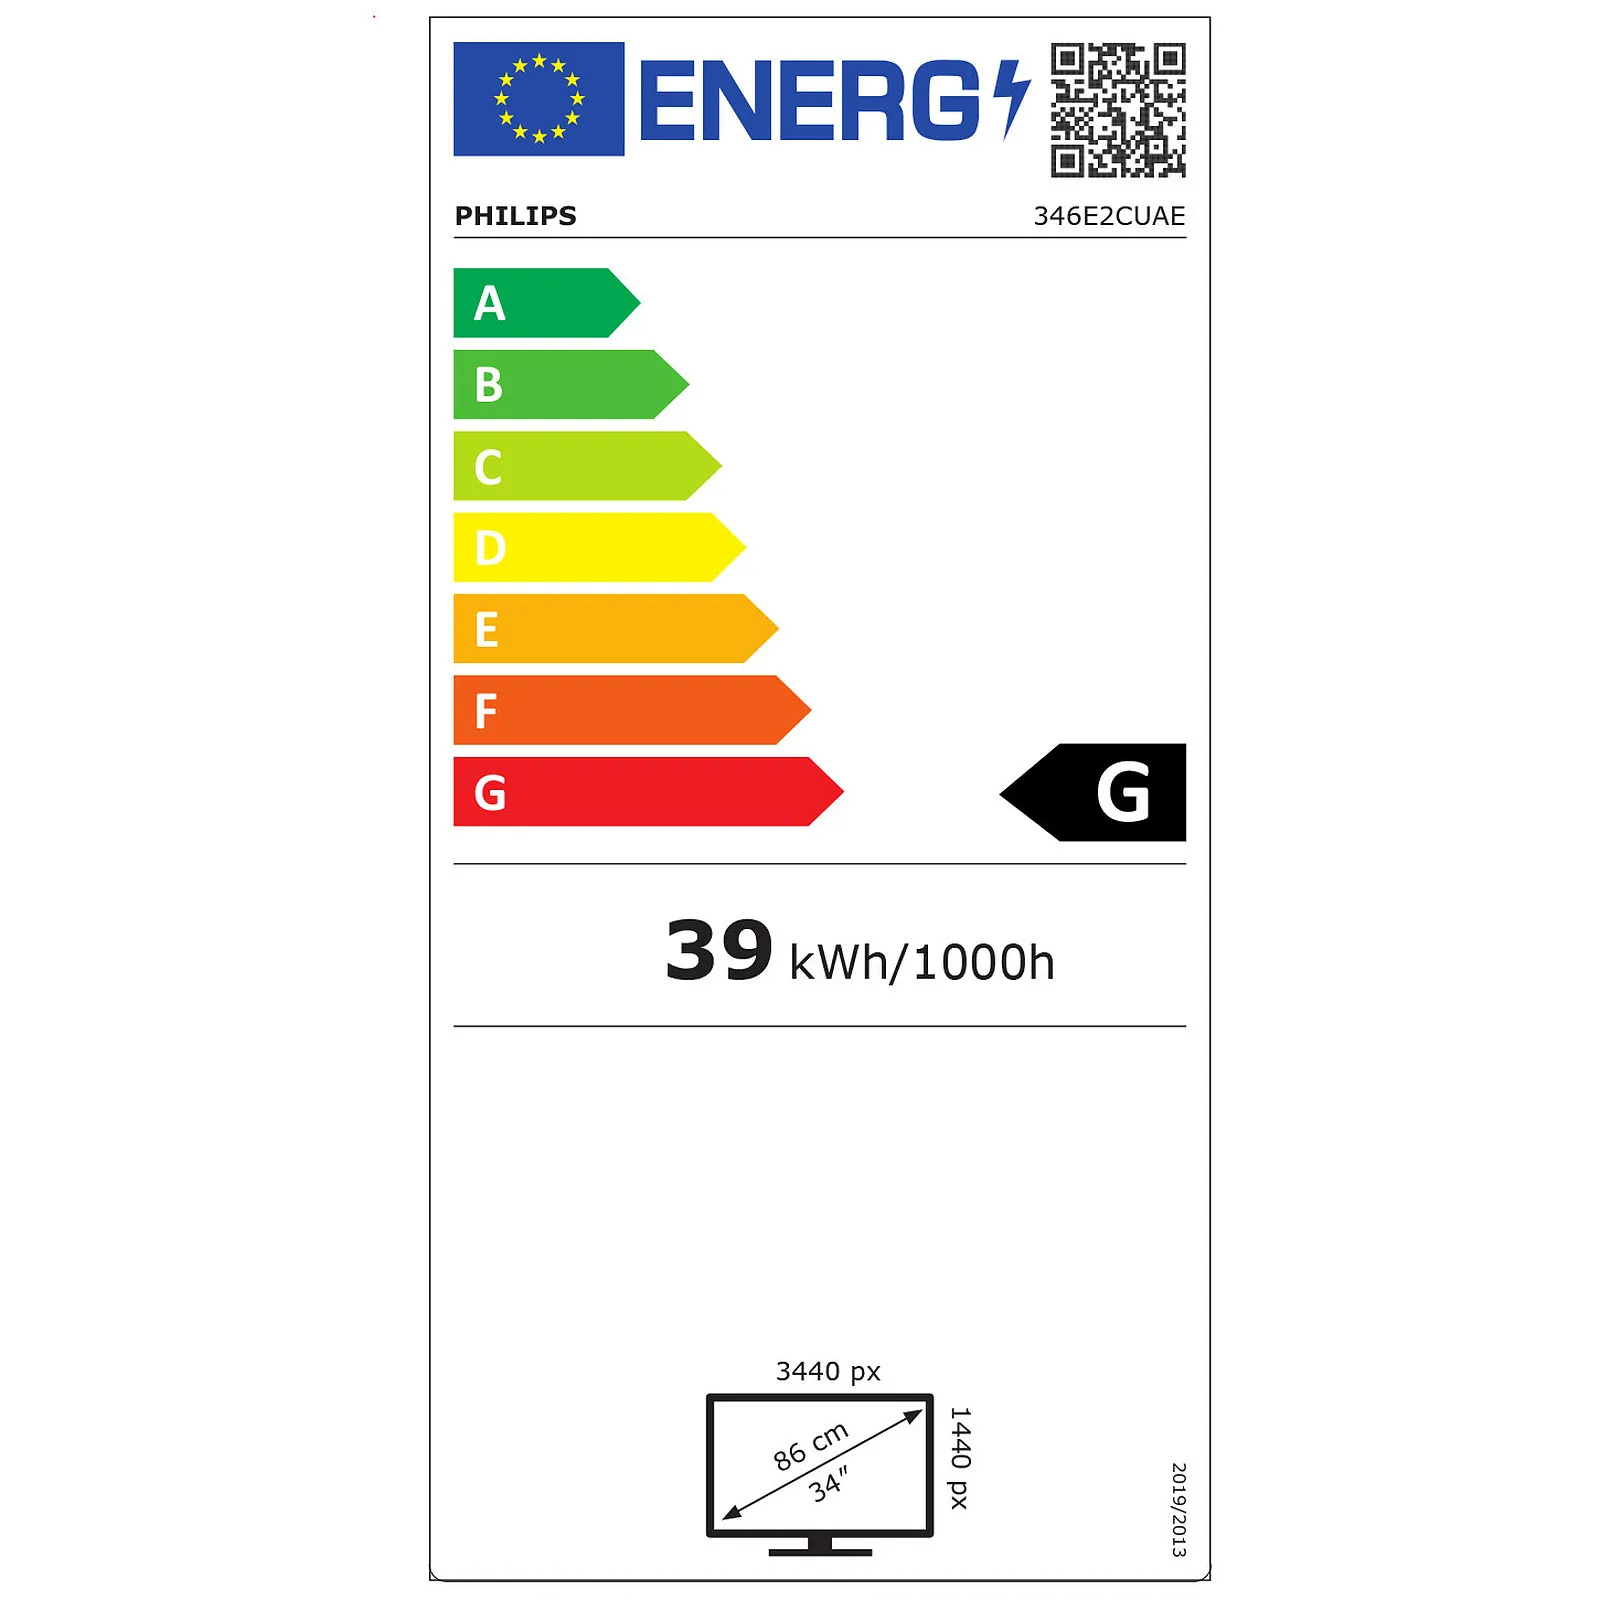 ENERG
PHILIPS
346E2CUAE
A
B
C
D
E
F
G
G
39 kWh/1000h
3440 px
86 cm
34"
1440 px
2019/2013